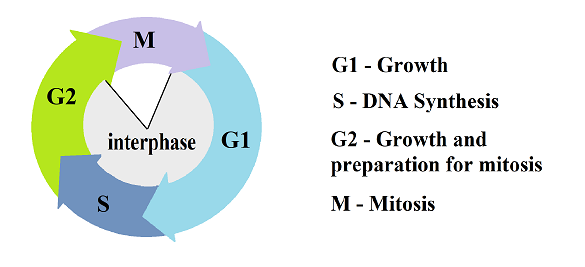 M
G2
G1
interphase
S
G1 - Growth
S - DNA Synthesis
G2 - Growth and
preparation for mitosis
M - Mitosis